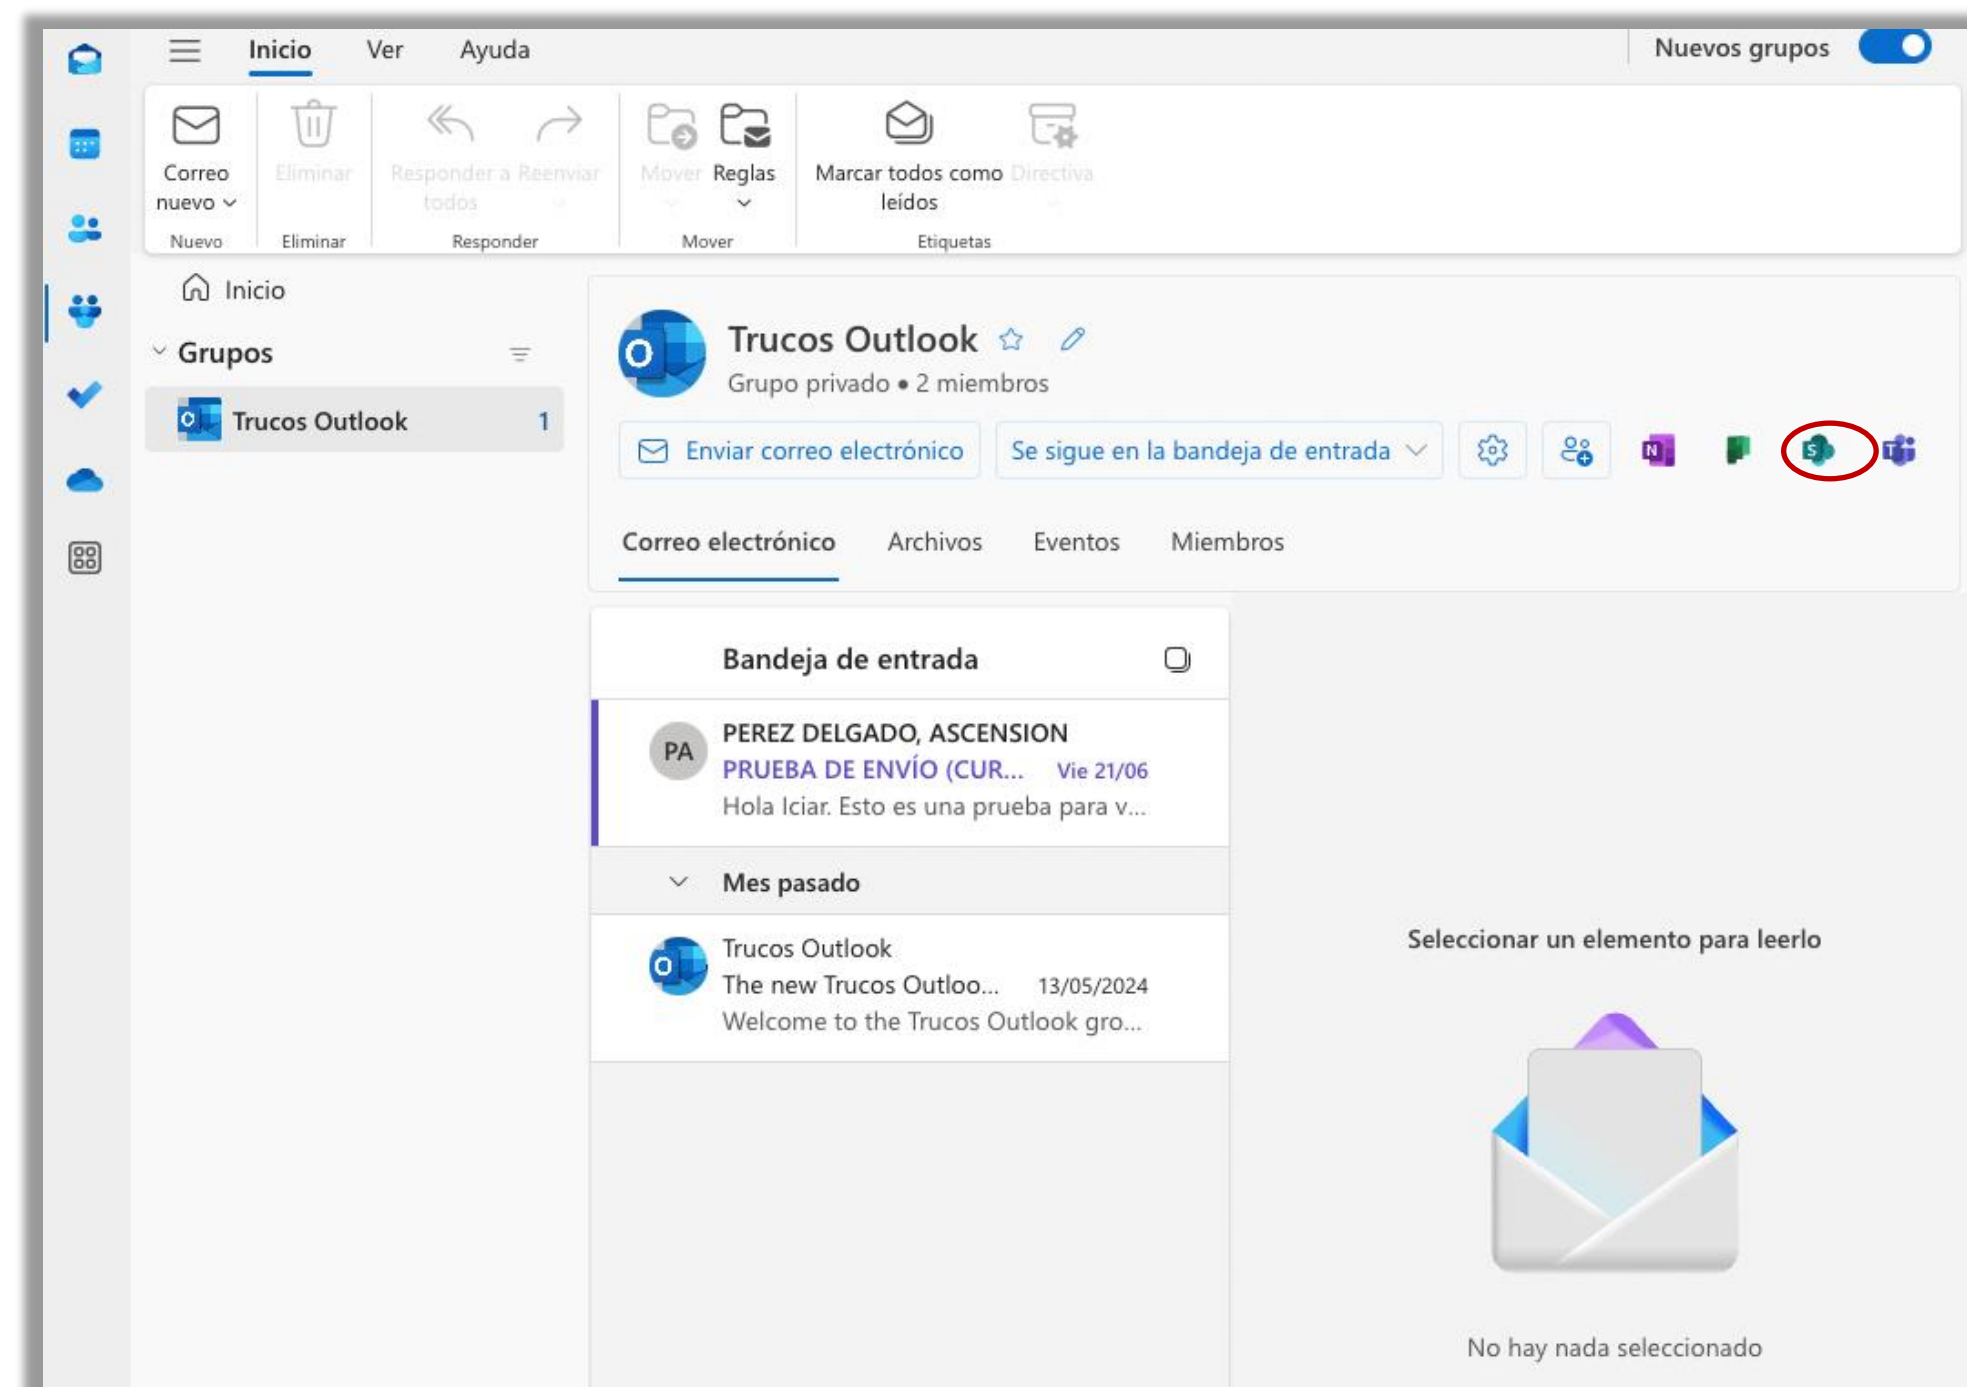 Inicio Ver Ayuda Nuevos grupos
Correo nuevo
Eliminar
Responder a todos
Reenviar
Mover
Reglas
Marcar todos como leídos
Directiva
Nuevo Eliminar Responder Mover Etiquetas
Inicio
Grupos
Trucos Outlook 1
Trucos Outlook
Grupo privado • 2 miembros
Enviar correo electrónico Se sigue en la bandeja de entrada
Correo electrónico Archivos Eventos Miembros
Bandeja de entrada
PA
PEREZ DELGADO, ASCENSION
PRUEBA DE ENVÍO (CUR... Vie 21/06
Hola Iciar. Esto es una prueba para v...
Mes pasado
Trucos Outlook
The new Trucos Outloo... 13/05/2024
Welcome to the Trucos Outlook gro...
Seleccionar un elemento para leerlo
No hay nada seleccionado